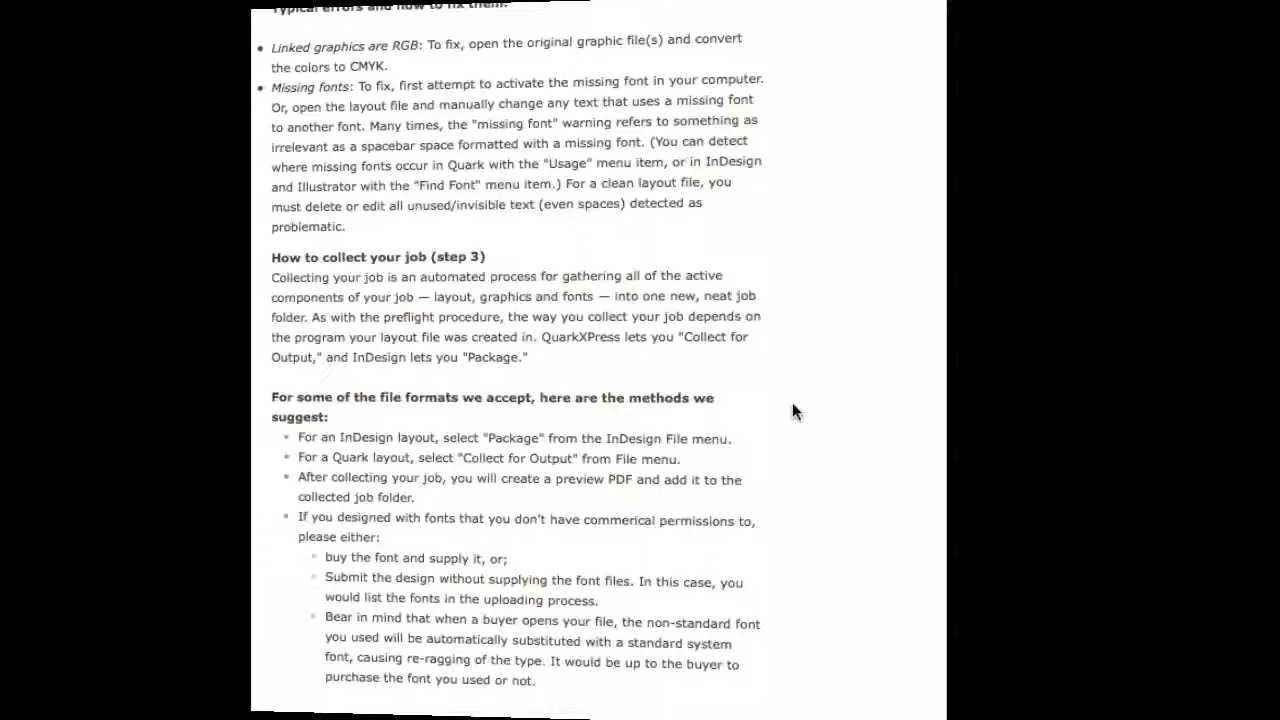 Typical errors and how to fix them:
• Linked graphics are RGB: To fix, open the original graphic file(s) and convert
the colors to CMYK.
• Missing fonts: To fix, first attempt to activate the missing font in your computer.
Or, open the layout file and manually change any text that uses a missing font
to another font. Many times, the "missing font" warning refers to something as
irrelevant as a spacebar space formatted with a missing font. (You can detect
where missing fonts occur in Quark with the "Usage" menu item, or in InDesign
and Illustrator with the "Find Font" menu item.) For a clean layout file, you
must delete or edit all unused/invisible text (even spaces) detected as
problematic.
How to collect your job (step 3)
Collecting your job is an automated process for gathering all of the active
components of your job — layout, graphics and fonts — into one new, neat job
folder. As with the preflight procedure, the way you collect your job depends on
the program your layout file was created in. QuarkXPress lets you "Collect for
Output," and InDesign lets you "Package."
For some of the file formats we accept, here are the methods we
suggest:
• For an InDesign layout, select "Package" from the InDesign File menu.
• For a Quark layout, select "Collect for Output" from File menu.
• After collecting your job, you will create a preview PDF and add it to the
collected job folder.
• If you designed with fonts that you don't have commerical permissions to,
please either:
• buy the font and supply it, or;
• Submit the design without supplying the font files. In this case, you
would list the fonts in the uploading process.
• Bear in mind that when a buyer opens your file, the non-standard font
you used will be automatically substituted with a standard system
font, causing re-ragging of the type. It would be up to the buyer to
purchase the font you used or not.